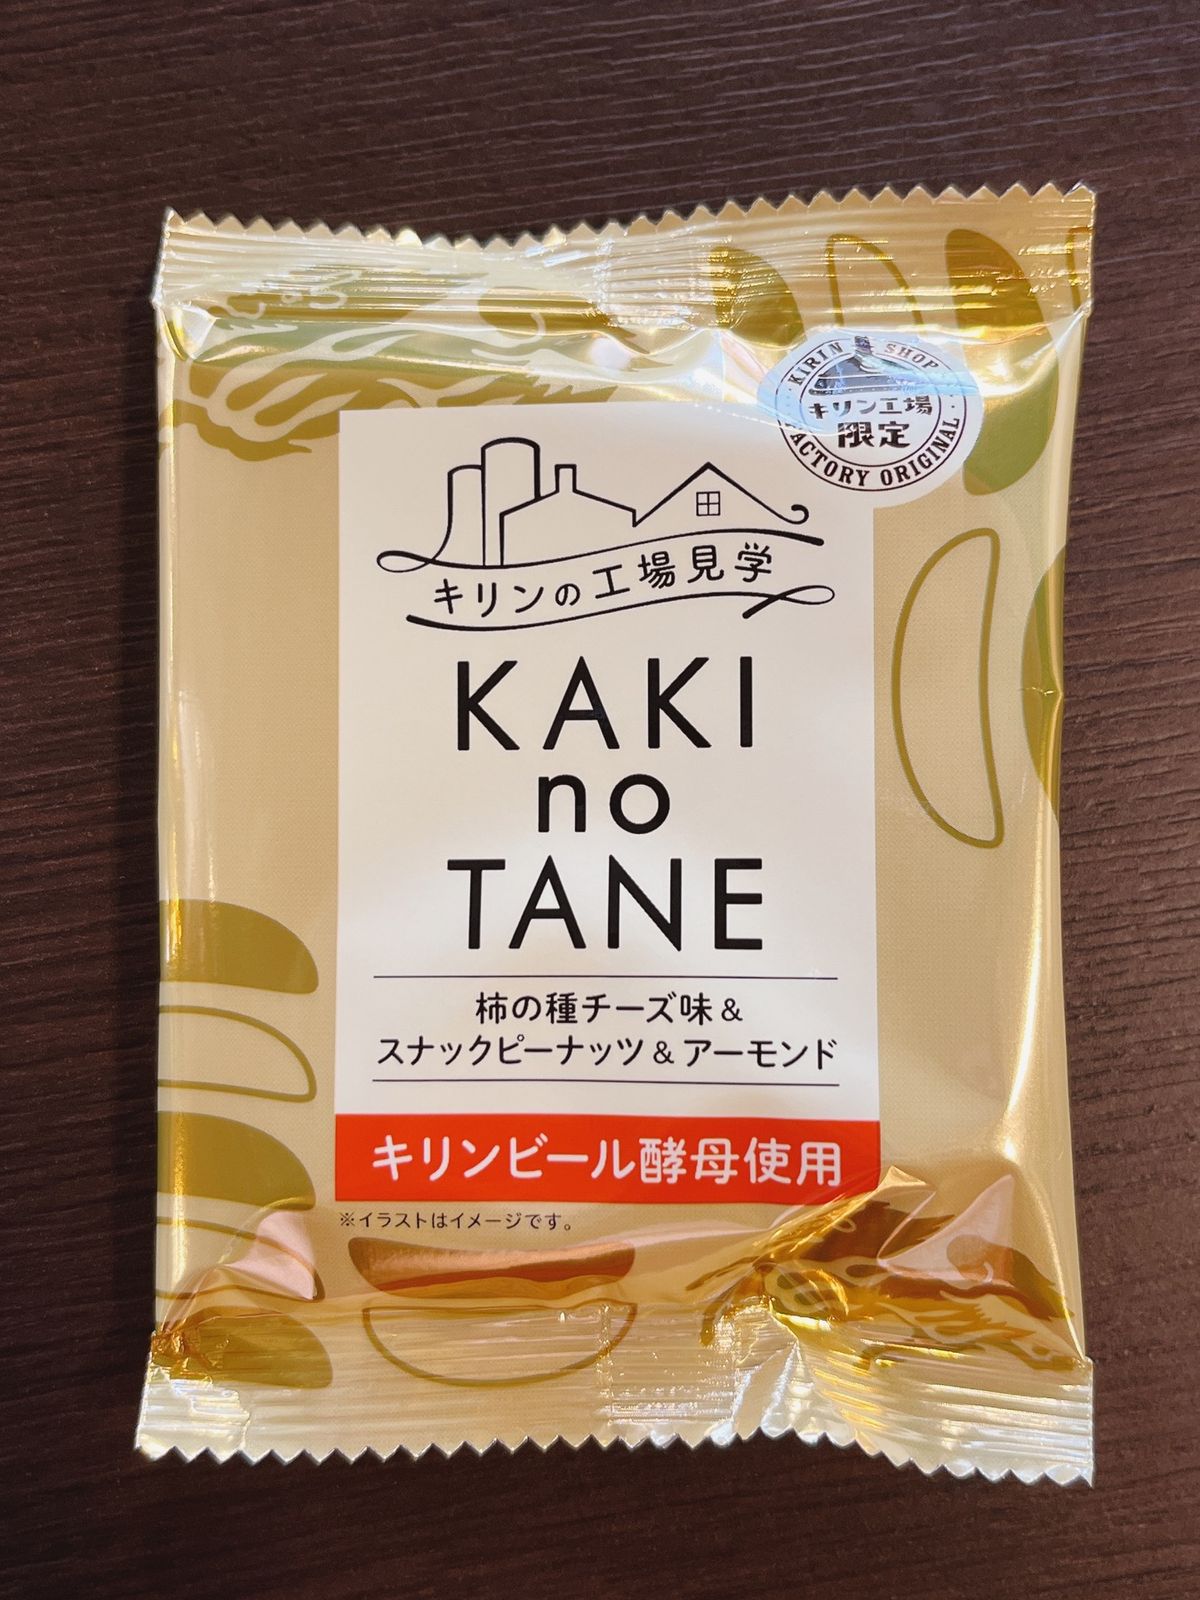 KIRIN SHOP
キリン工場
限定
FACTORY ORIGINAL
キリンの工場見学
KAKI
no
TANE
柿の種チーズ味&
スナックピーナッツ&アーモンド
キリンビール酵母使用
※イラストはイメージです。